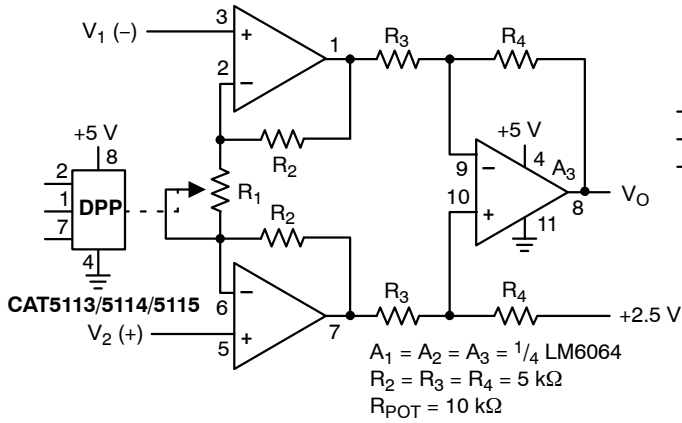 V1 (–)
3
+
2
–
1
R3
R4
R2
+5 V
8
2
1
7
DPP
4
R1
R2
CAT5113/5114/5115
V2 (+)
6
–
5
+
7
R3
R4
+2.5 V
+5 V
4
A3
9
–
10
+
8
11
VO
A1 = A2 = A3 = 1/4 LM6064
R2 = R3 = R4 = 5 kΩ
RPOT = 10 kΩ